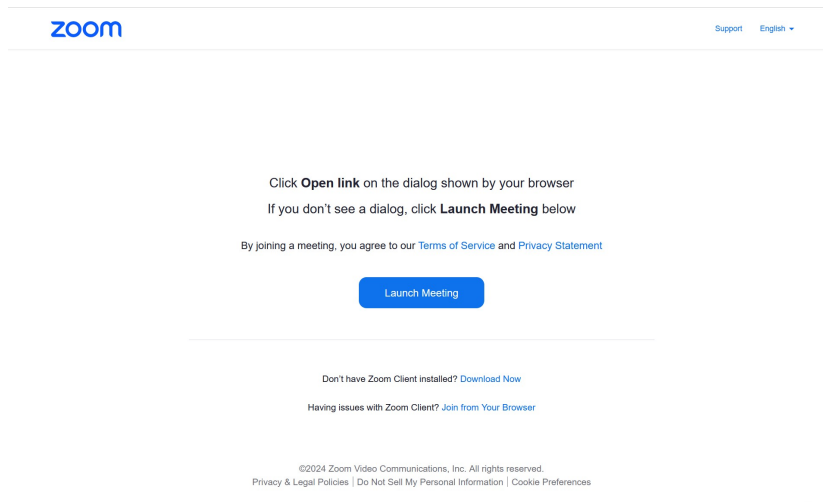 zoom
Support English
Click Open link on the dialog shown by your browser
If you don’t see a dialog, click Launch Meeting below
By joining a meeting, you agree to our Terms of Service and Privacy Statement
Launch Meeting
Don’t have Zoom Client installed? Download Now
Having issues with Zoom Client? Join from Your Browser
©2024 Zoom Video Communications, Inc. All rights reserved.
Privacy & Legal Policies | Do Not Sell My Personal Information | Cookie Preferences